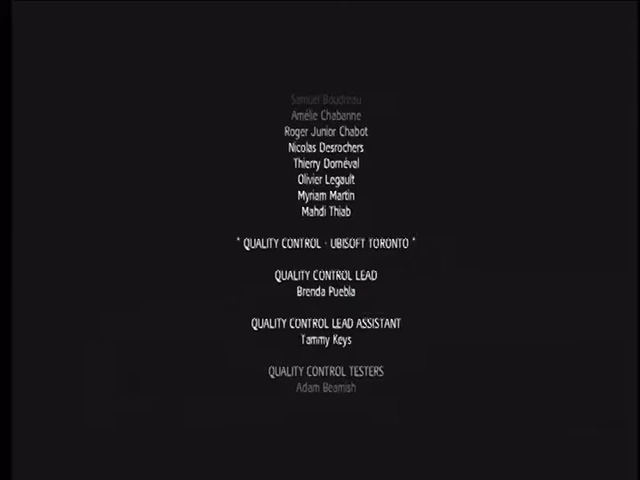 Samuel Boudreau
Amélie Chabanne
Roger Junior Chabot
Nicolas Desrochers
Thierry Dornéval
Olivier Legault
Myriam Martin
Mahdi Thiab
* QUALITY CONTROL - UBISOFT TORONTO *
QUALITY CONTROL LEAD
Brenda Puebla
QUALITY CONTROL LEAD ASSISTANT
Tammy Keys
QUALITY CONTROL TESTERS
Adam Beamish